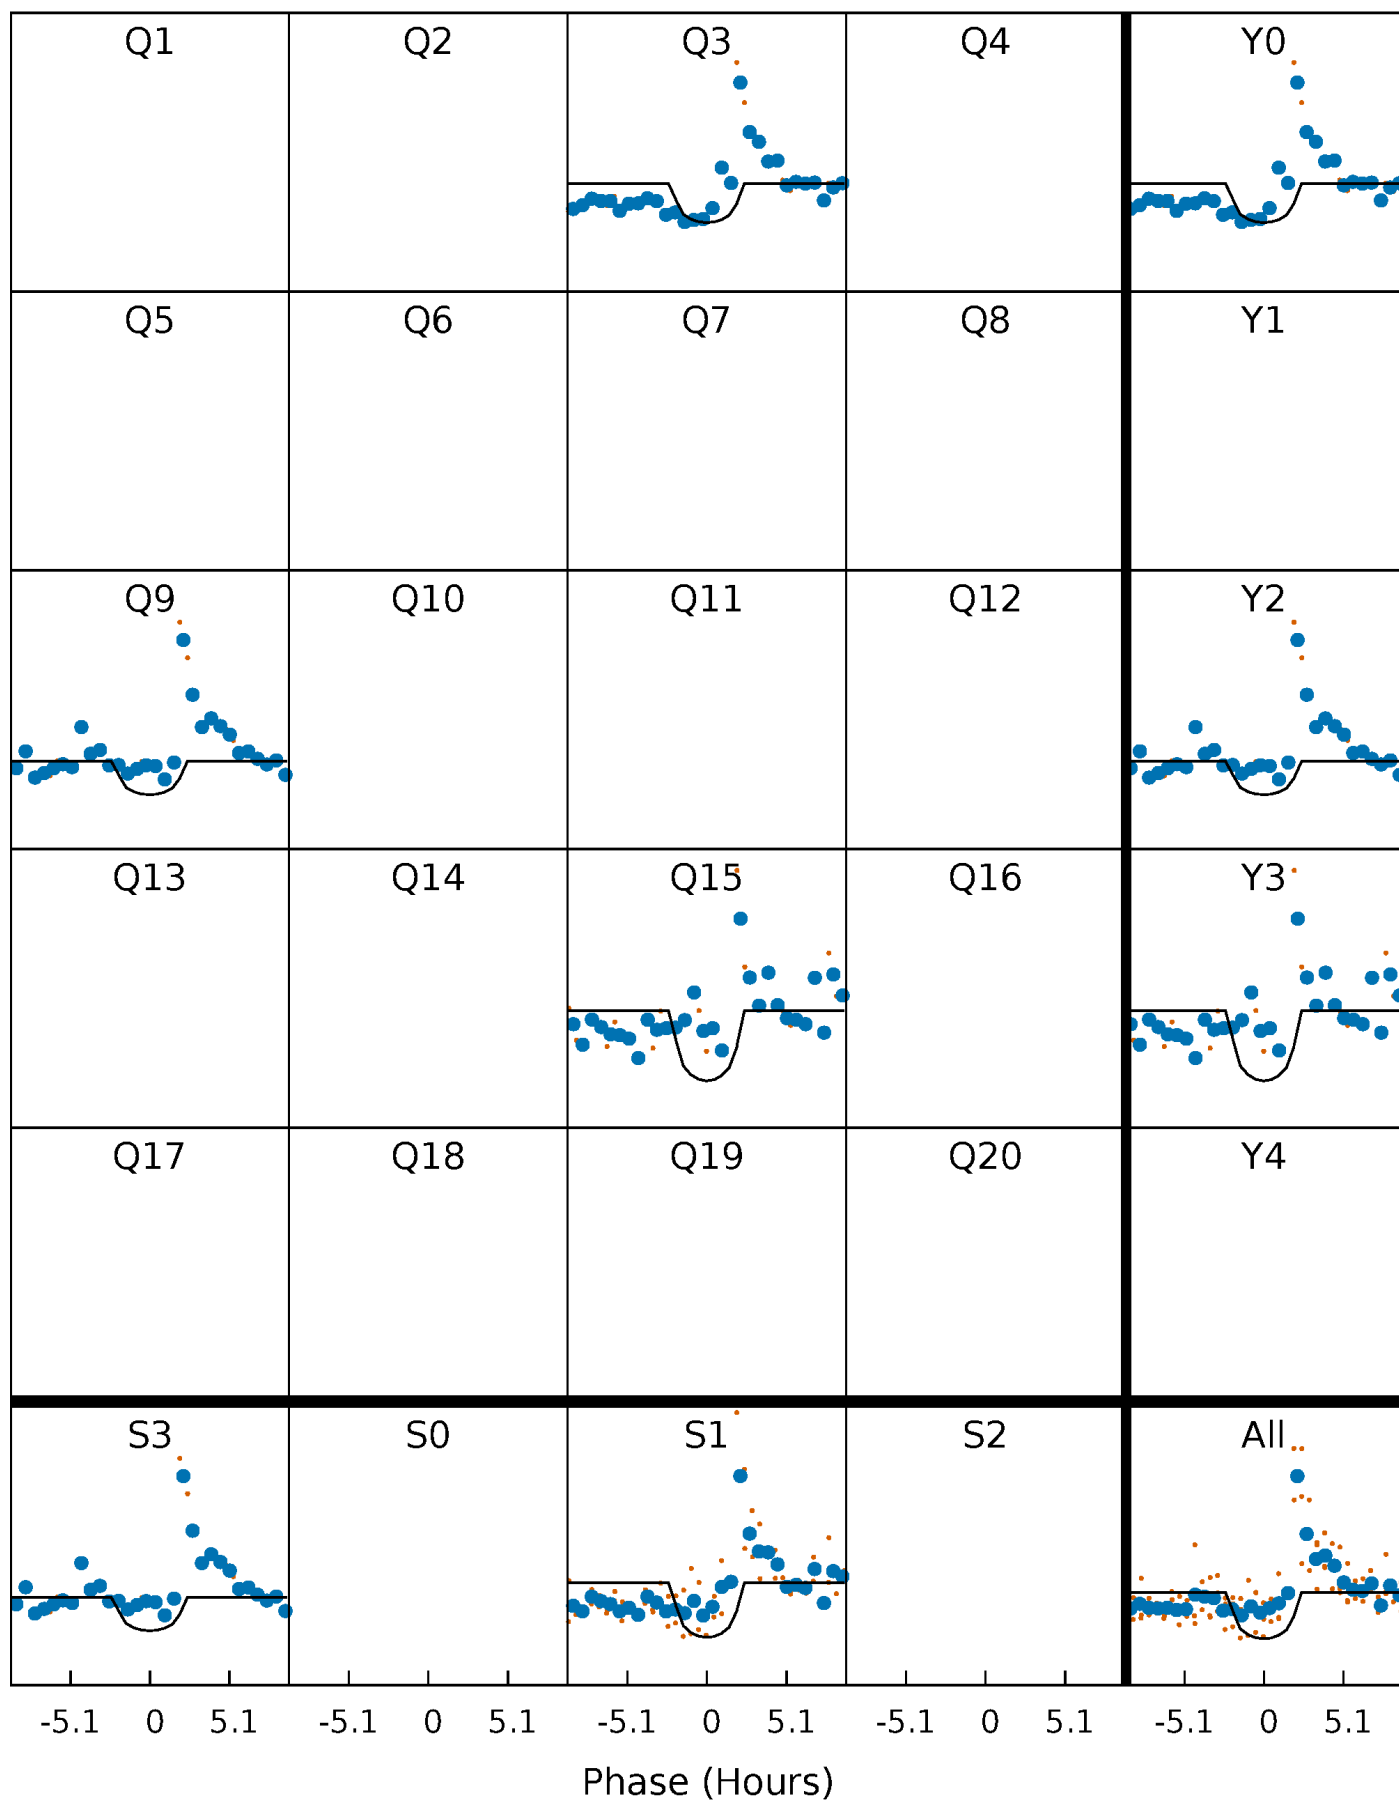 Q1 Q2 Q3 Q4 Y0
Q5 Q6 Q7 Q8 Y1
Q9 Q10 Q11 Q12 Y2
Q13 Q14 Q15 Q16 Y3
Q17 Q18 Q19 Q20 Y4
S3 S0 S1 S2 All
-5.1 0 5.1 -5.1 0 5.1 -5.1 0 5.1 -5.1 0 5.1 -5.1 0 5.1
Phase (Hours)